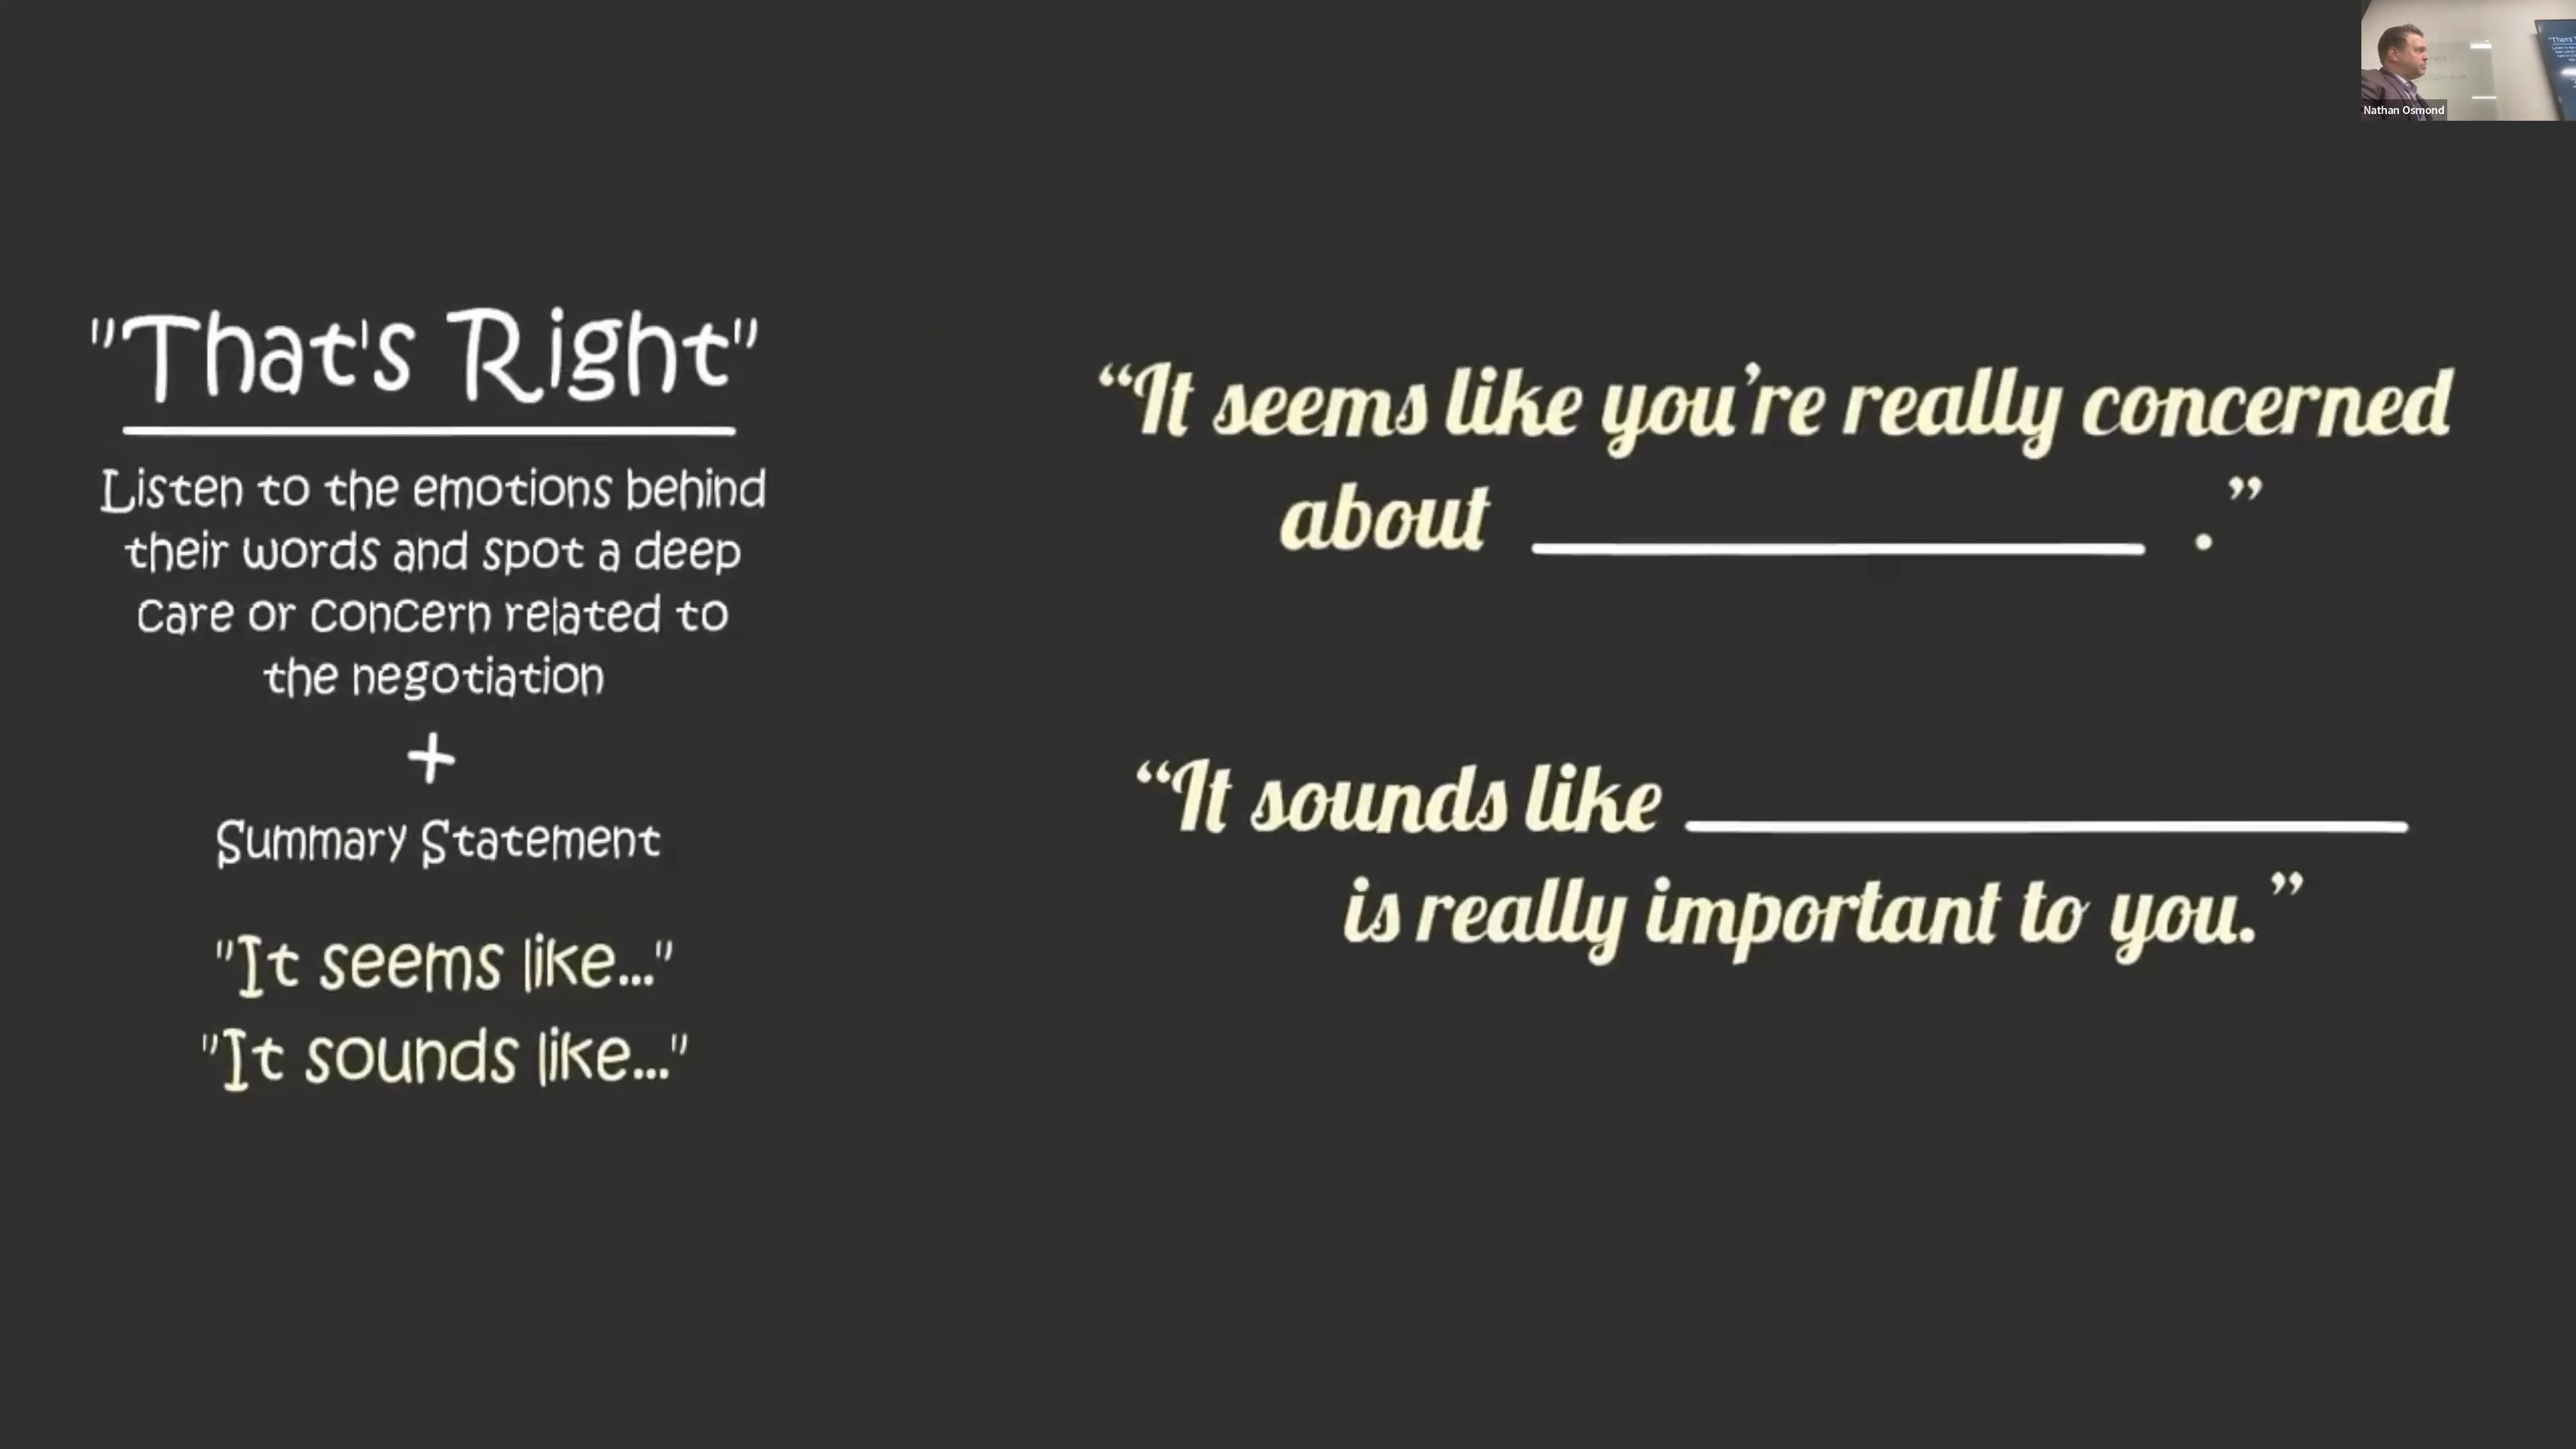 "That's Right"
Listen to the emotions behind
their words and spot a deep
care or concern related to
the negotiation
+
Summary Statement
"It seems like..."
"It sounds like..."
“It seems like you’re really concerned
about ____________ .”
“It sounds like ____________
is really important to you.”
Nathan Osmond